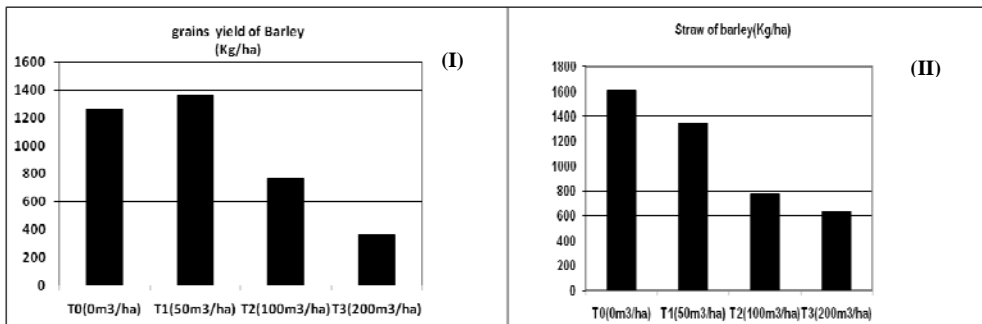 grains yield of Barley
(Kg/ha)
(I)
1600
1400
1200
1000
800
600
400
200
0
T0(0m3/ha) T1(50m3/ha) T2(100m3/ha) T3(200m3/ha)
Straw of barley(Kg/ha)
(II)
1800
1600
1400
1200
1000
800
600
400
200
0
T0(0m3/ha) T1(50m3/ha) T2(100m3/ha) T3(200m3/ha)